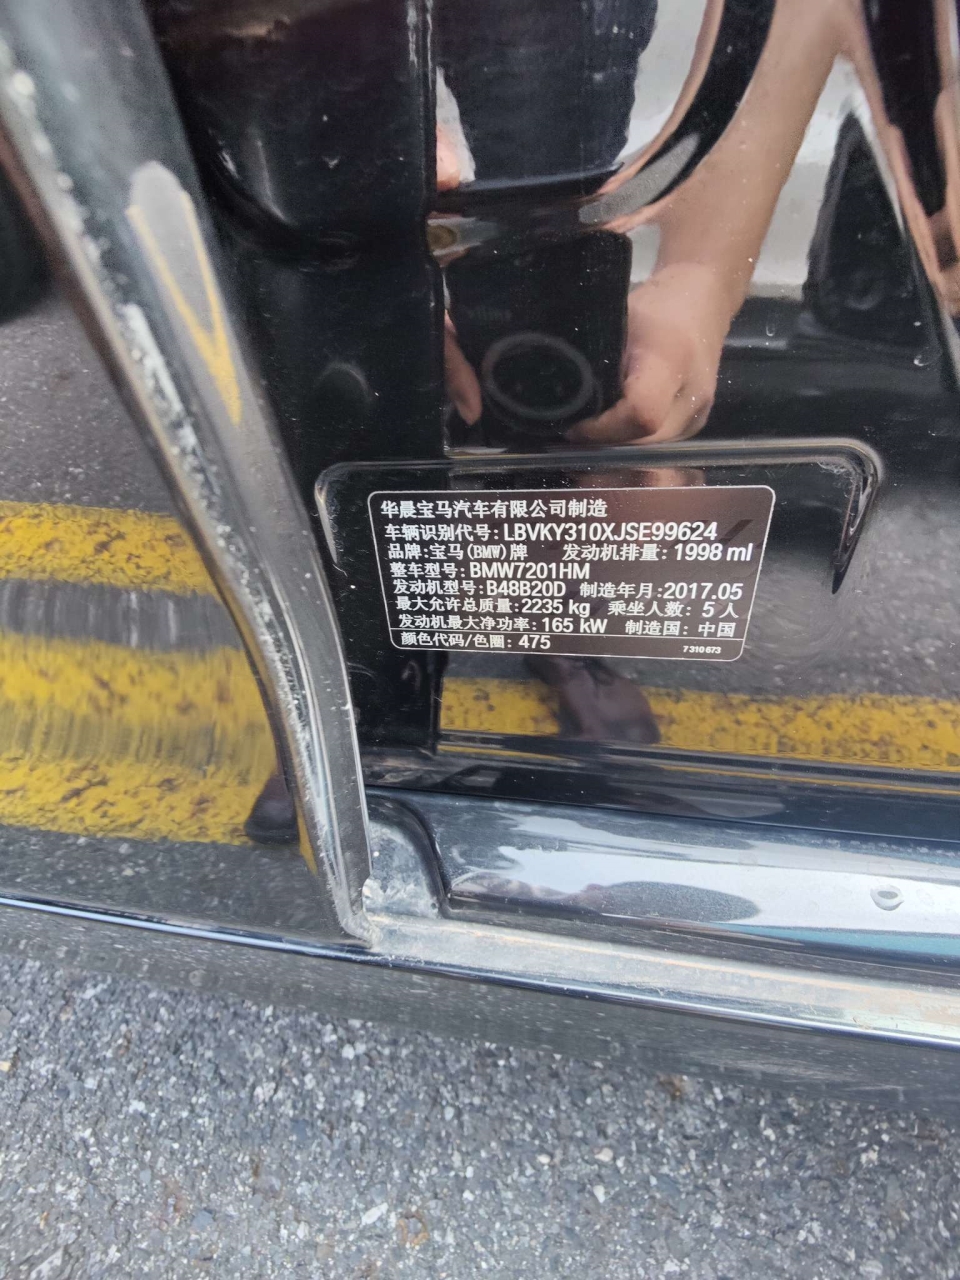 华晨宝马汽车有限公司制造
车辆识别代号:LBVKY310XJSE99624
品牌:宝马(BMW)牌 发动机排量:1998 ml
整车型号:BMW7201HM
发动机型号:B48B20D 制造年月:2017.05
最大允许总质量:2235 kg 乘坐人数:5人
发动机最大净功率:165 kW 制造国:中国
颜色代码/色圈:475
7310673